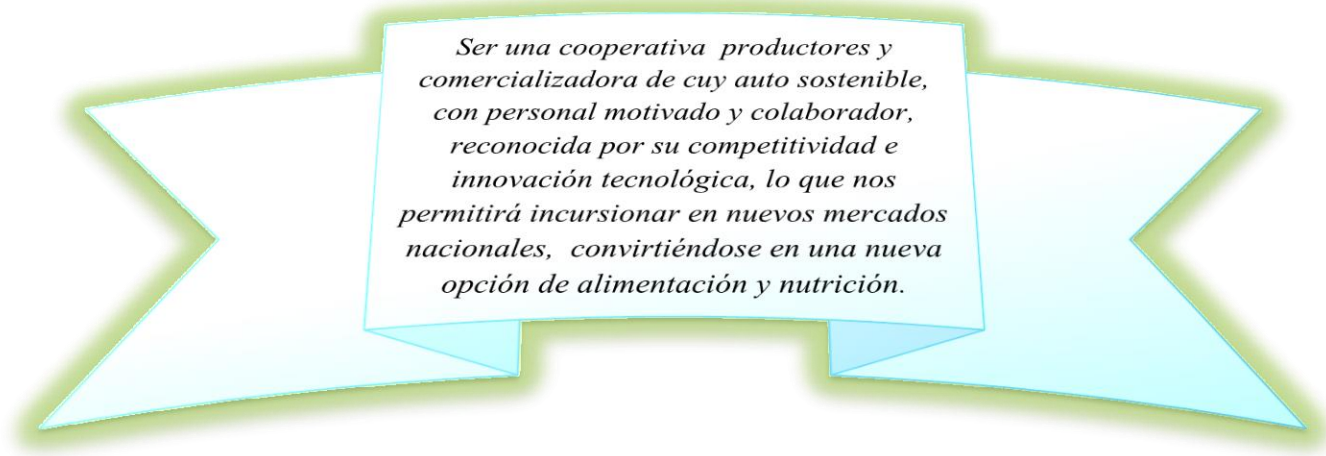 Ser una cooperativa productores y
comercializadora de cuy auto sostenible,
con personal motivado y colaborador,
reconocida por su competitividad e
innovación tecnológica, lo que nos
permitirá incursionar en nuevos mercados
nacionales, convirtiéndose en una nueva
opción de alimentación y nutrición.